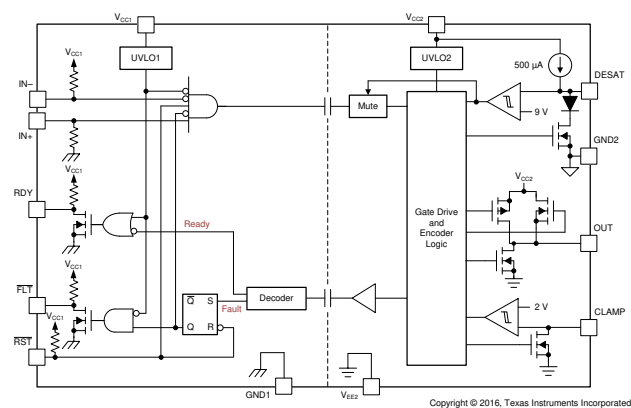 VCC1
VCC2
UVLO1
UVLO2
VCC1
500 µA
DESAT
IN–
Mute
9 V
IN+
GND2
VCC1
VCC2
RDY
Ready
Gate Drive
and
Encoder
Logic
OUT
VCC1
FLT
Q S
Decoder
2 V
Fault
CLAMP
VCC1
Q R
RST
GND1
VEE2
Copyright © 2016, Texas Instruments Incorporated